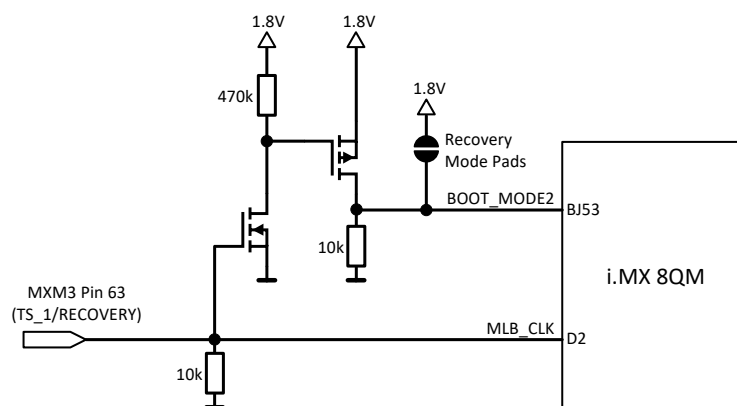 1.8V
1.8V
470k
1.8V
Recovery
Mode Pads
BOOT_MODE2
BJ53
10k
i.MX 8QM
MXM3 Pin 63
(TS_1/RECOVERY)
MLB_CLK
D2
10k